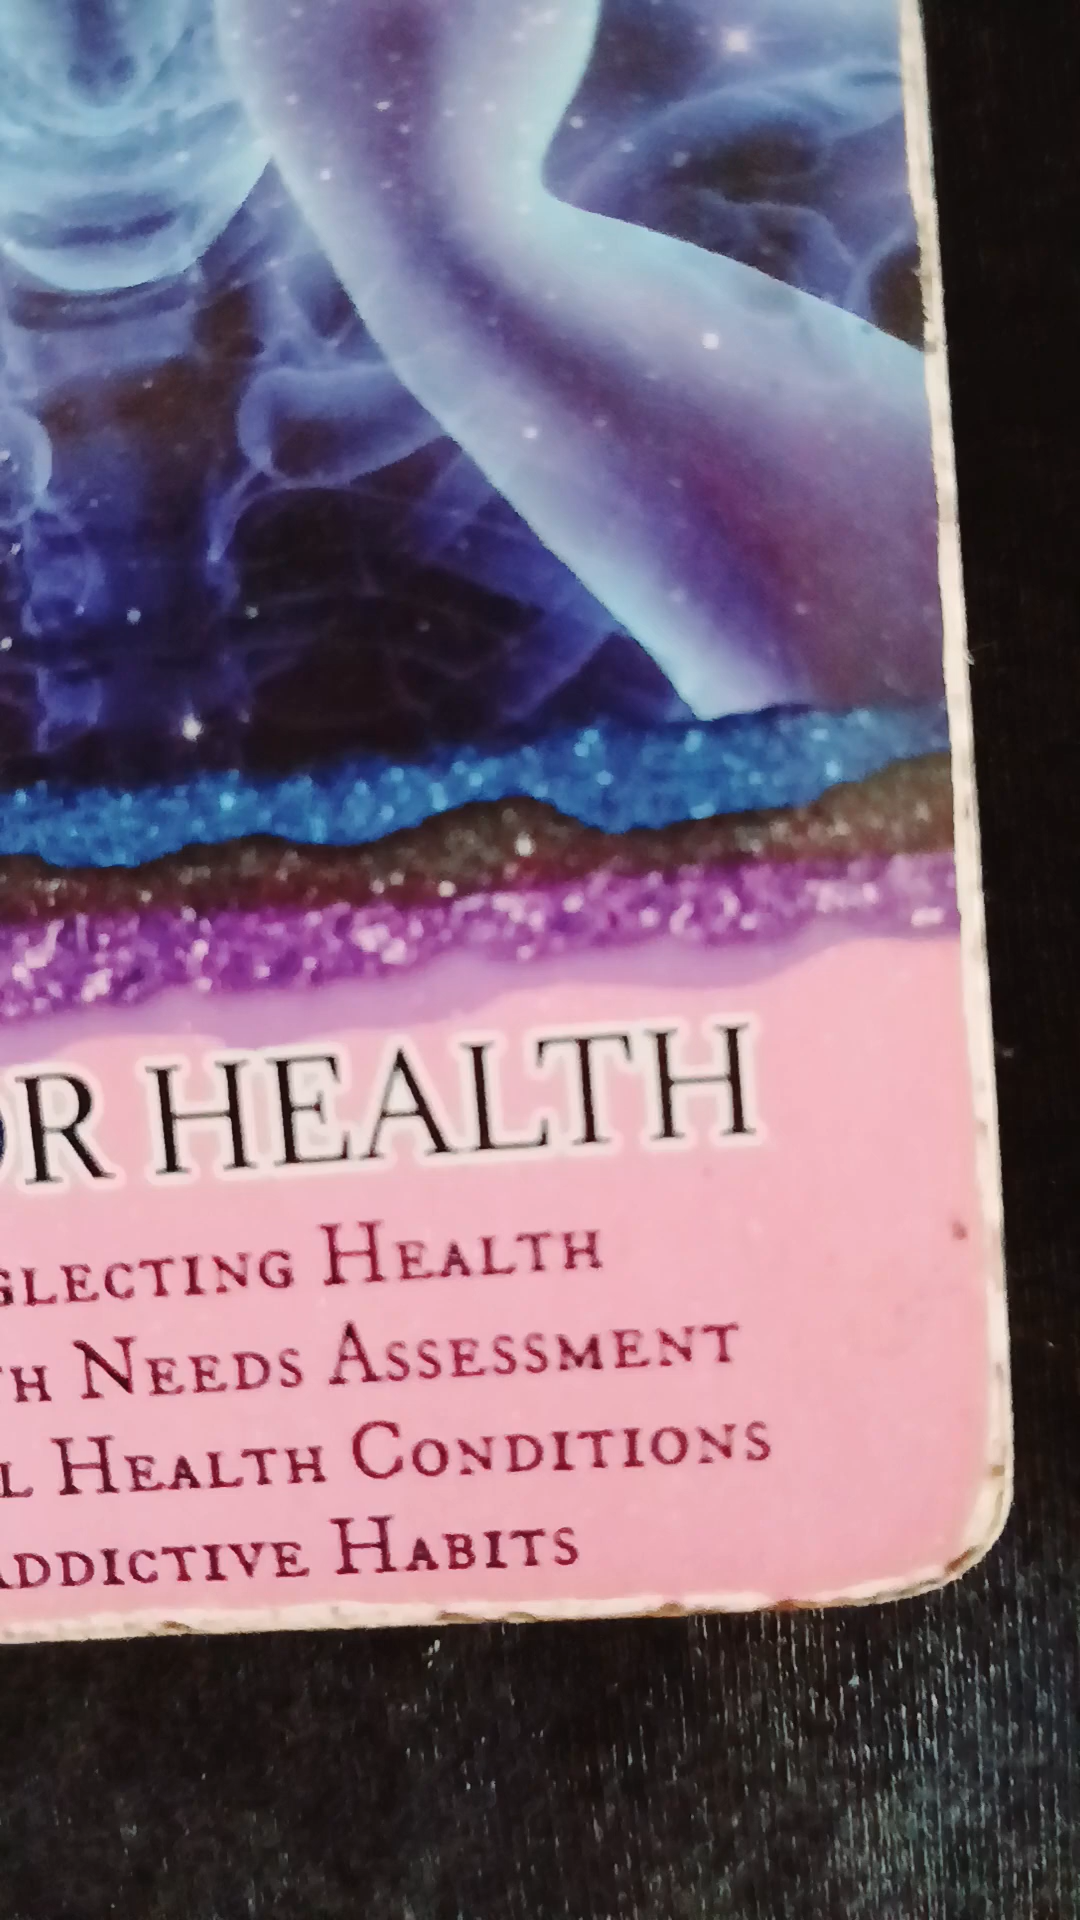 OR HEALTH
GLECTING HEALTH
TH NEEDS ASSESSMENT
L HEALTH CONDITIONS
ADDICTIVE HABITS